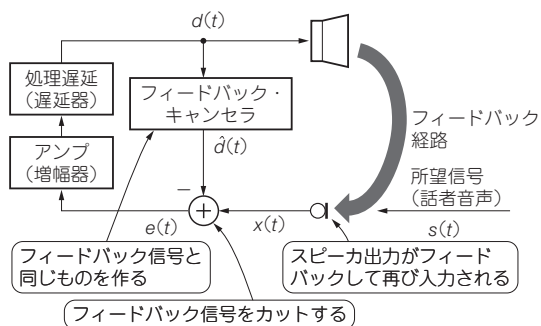 d(t)
処理遅延
(遅延器)
フィードバック・
キャンセラ
フィードバック
経路
アンプ
(増幅器)
d̂(t)
所望信号
(話者音声)
−
+
e(t)
x(t)
s(t)
フィードバック信号と
同じものを作る
スピーカ出力がフィード
バックして再び入力される
フィードバック信号をカットする